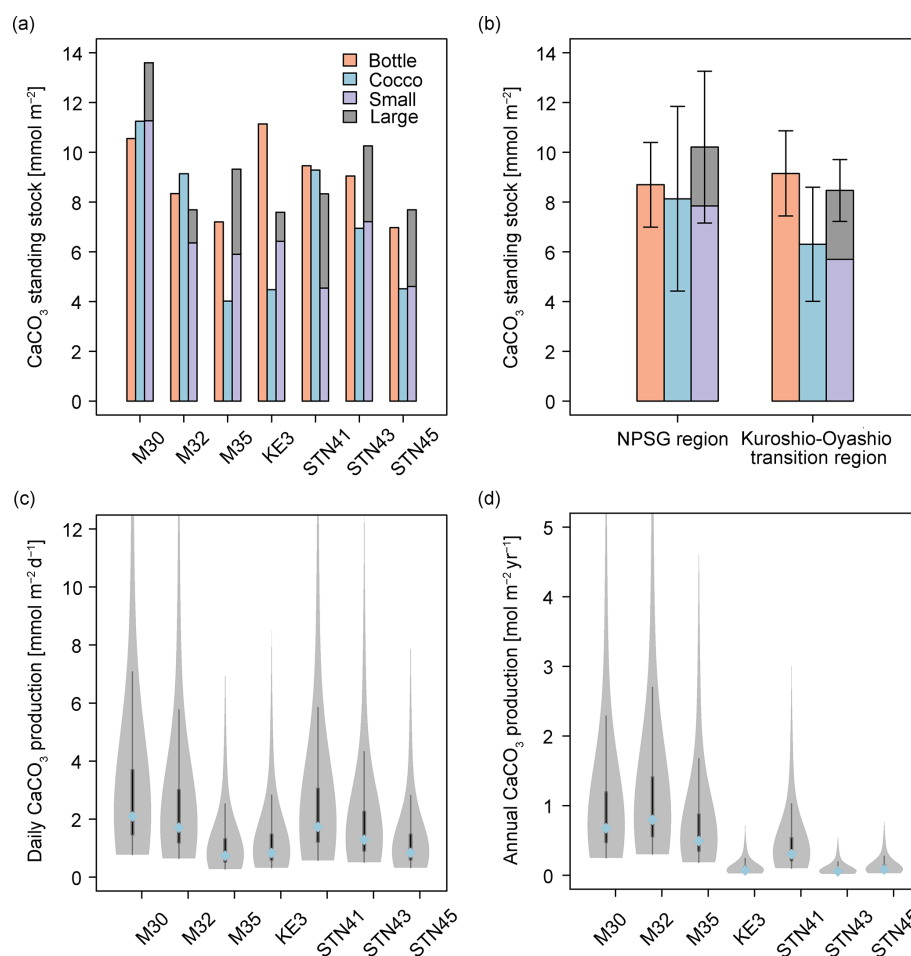 (a)
CaCO₃ standing stock [mmol m⁻²]
14
12
10
8
6
4
2
0
Bottle
Cocco
Small
Large
M30
M32
M35
KE3
STN41
STN43
STN45
(b)
CaCO₃ standing stock [mmol m⁻²]
14
12
10
8
6
4
2
0
NPSG region
Kuroshio-Oyashio
transition region
(c)
Daily CaCO₃ production [mmol m⁻² d⁻¹]
12
10
8
6
4
2
0
M30
M32
M35
KE3
STN41
STN43
STN45
(d)
Annual CaCO₃ production [mol m⁻² yr⁻¹]
5
4
3
2
1
0
M30
M32
M35
KE3
STN41
STN43
STN45